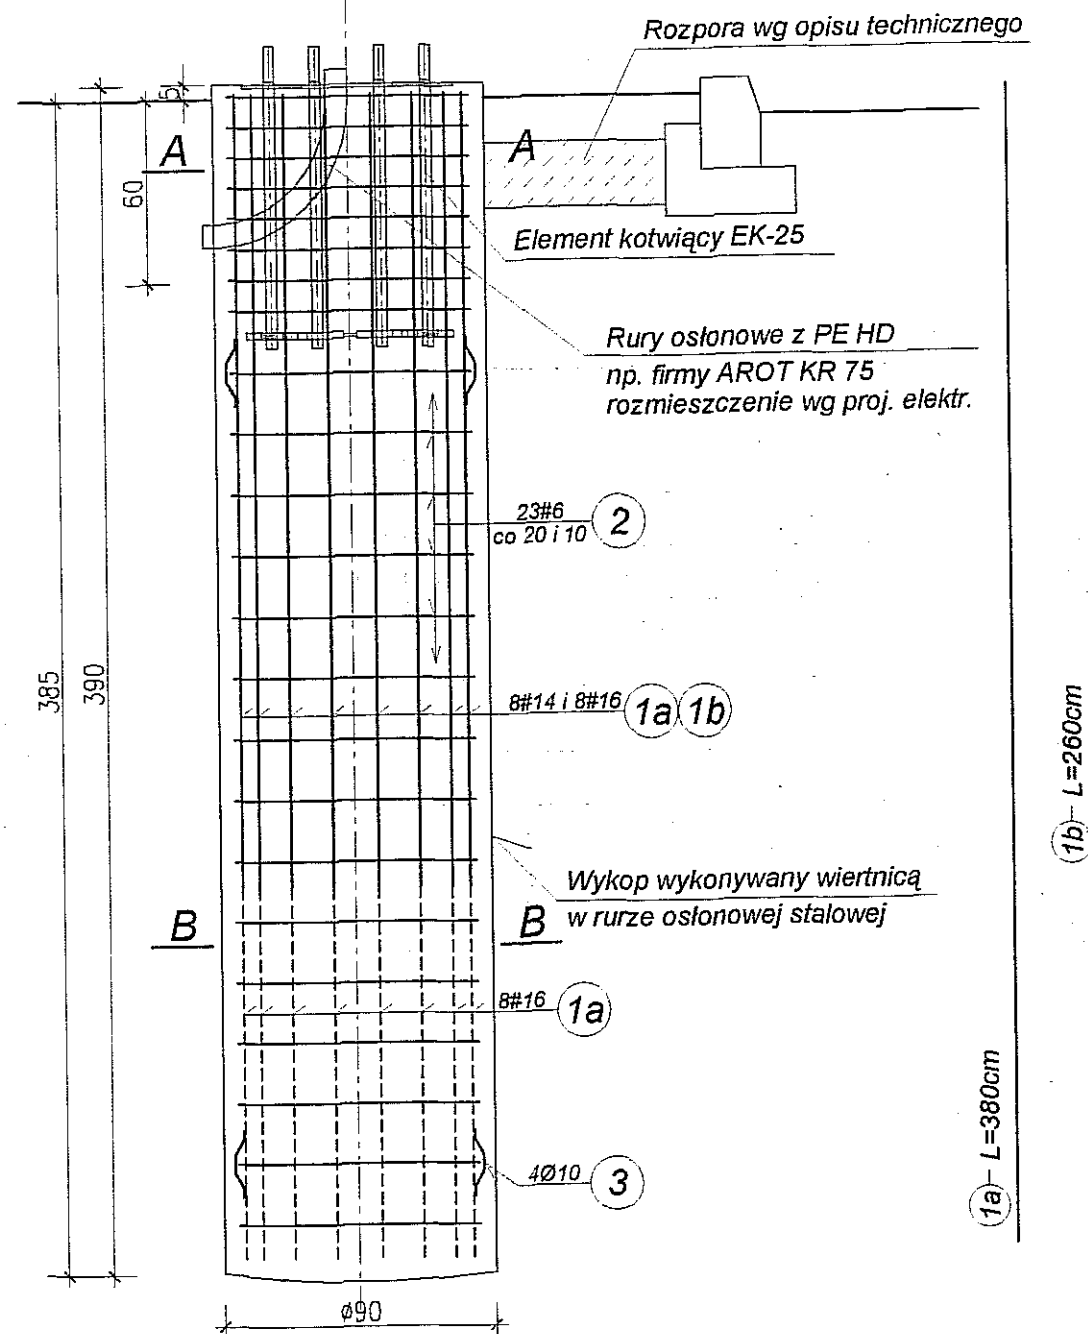 Rozpora wg opisu technicznego
5
A
A
60
Element kotwiący EK-25
Rury osłonowe z PE HD
np. firmy AROT KR 75
rozmieszczenie wg proj. elektr.
23#6
co 20 i 10
2
385
390
8#14 i 8#16
1a
1b
1b L=260cm
Wykop wykonywany wiertnicą
w rurze osłonowej stalowej
B
B
8#16
1a
1a L=380cm
4Ø10
3
ø90